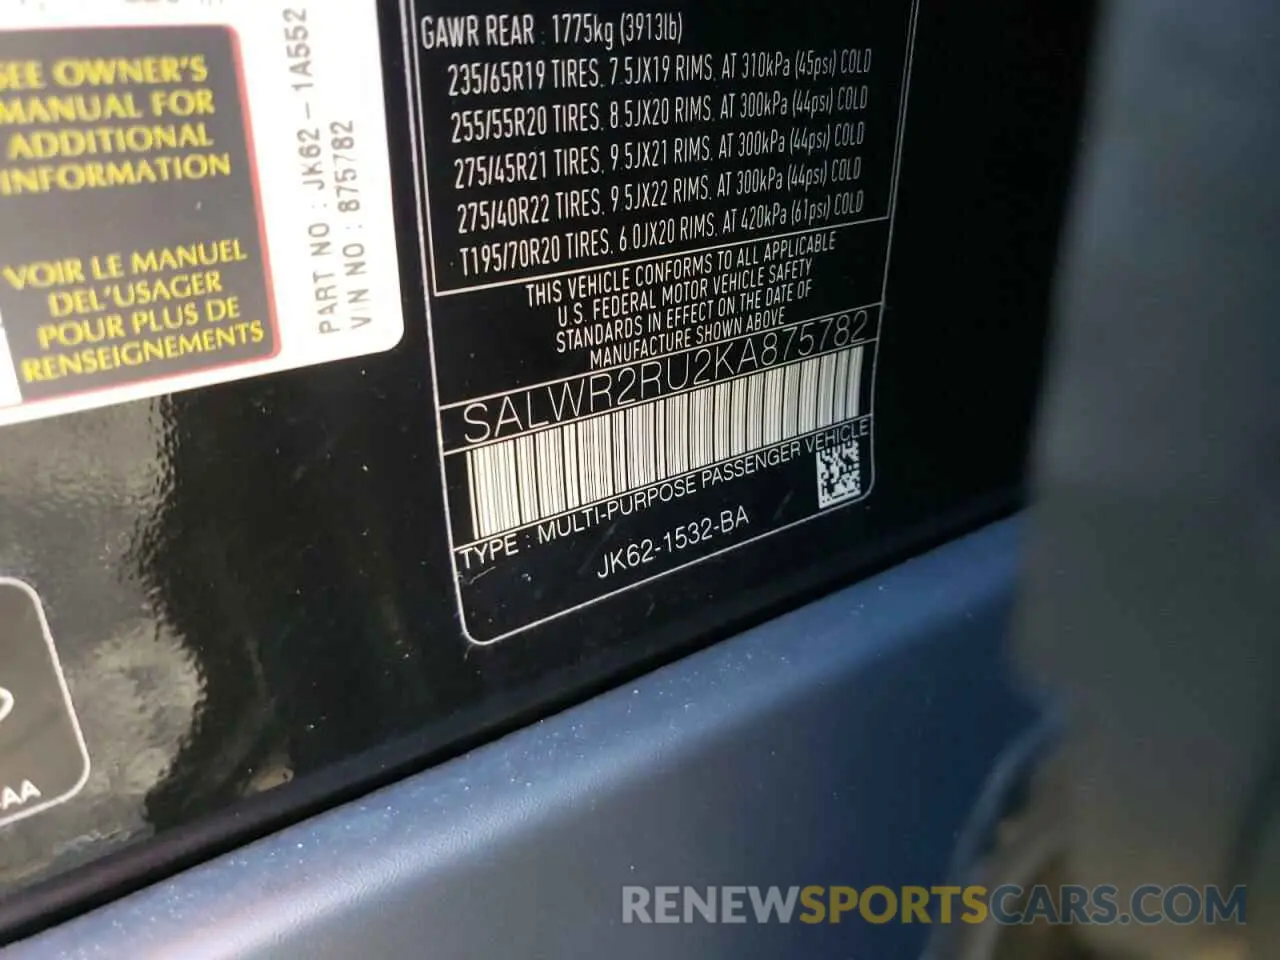 SEE OWNER'S
MANUAL FOR
ADDITIONAL
INFORMATION
VOIR LE MANUEL
DEL'USAGER
POUR PLUS DE
RENSEIGNEMENTS
PART NO : JK62-1A552
VIN NO : 875782
GAWR REAR : 1775kg (3913lb)
235/65R19 TIRES. 7.5JX19 RIMS. AT 310kPa (45psi) COLD
255/55R20 TIRES. 8.5JX20 RIMS. AT 300kPa (44psi) COLD
275/45R21 TIRES. 9.5JX21 RIMS. AT 300kPa (44psi) COLD
275/40R22 TIRES. 9.5JX22 RIMS. AT 300kPa (44psi) COLD
T195/70R20 TIRES. 6.0JX20 RIMS. AT 420kPa (61psi) COLD
THIS VEHICLE CONFORMS TO ALL APPLICABLE
U.S. FEDERAL MOTOR VEHICLE SAFETY
STANDARDS IN EFFECT ON THE DATE OF
MANUFACTURE SHOWN ABOVE
SALWR2RU2KA875782
TYPE : MULTI-PURPOSE PASSENGER VEHICLE
JK62-1532-BA
RENEWSPORTSCARS.COM